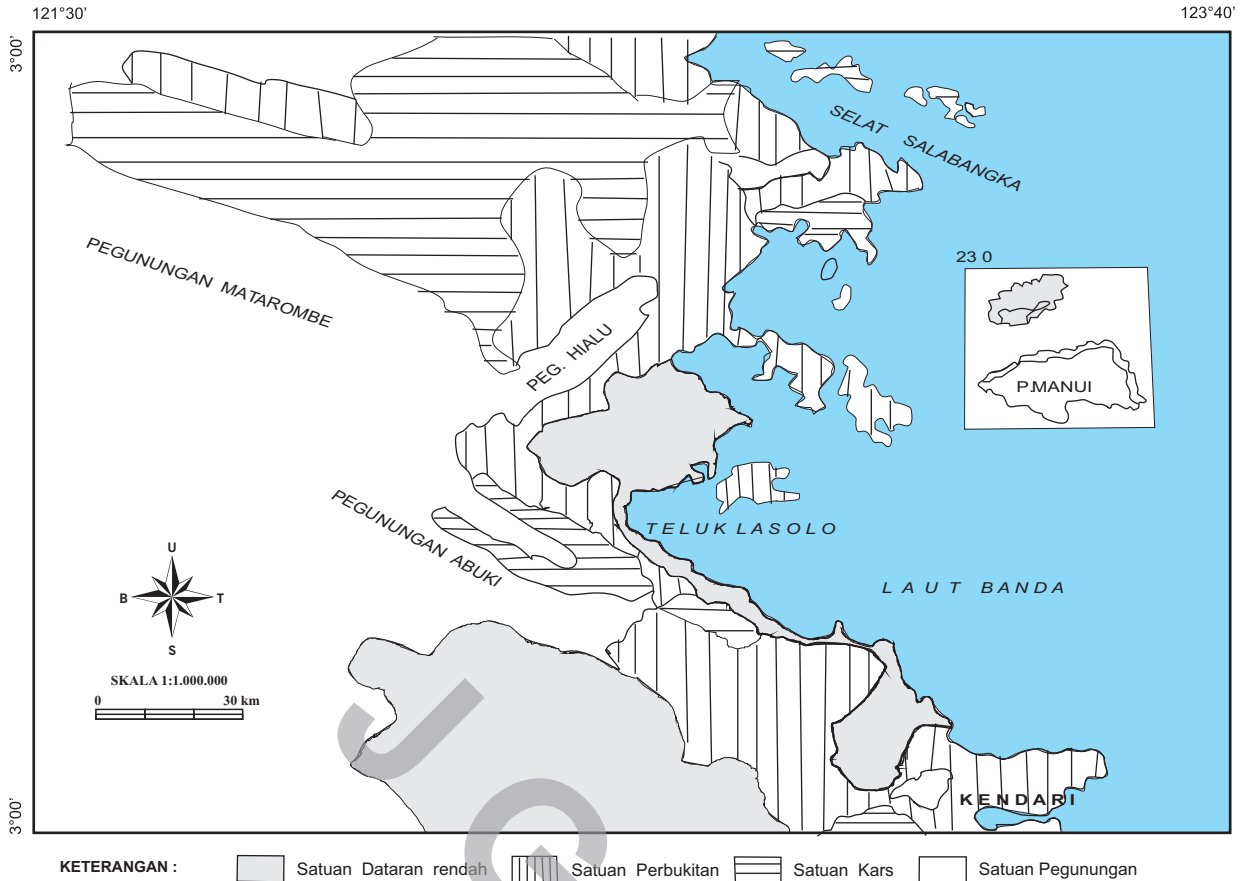 121°30'
123°40'
3°00'
SELAT SALABANGKA
PEGUNUNGAN MATAROMBE
23 0
PEG. HIALU
P.MANUI
PEGUNUNGAN ABUKI
TELUK LASOLO
LAUT BANDA
U
B T
S
SKALA 1:1.000.000
0 30 km
KENDARI
3°00'
J
G
KETERANGAN : Satuan Dataran rendah Satuan Perbukitan Satuan Kars Satuan Pegunungan